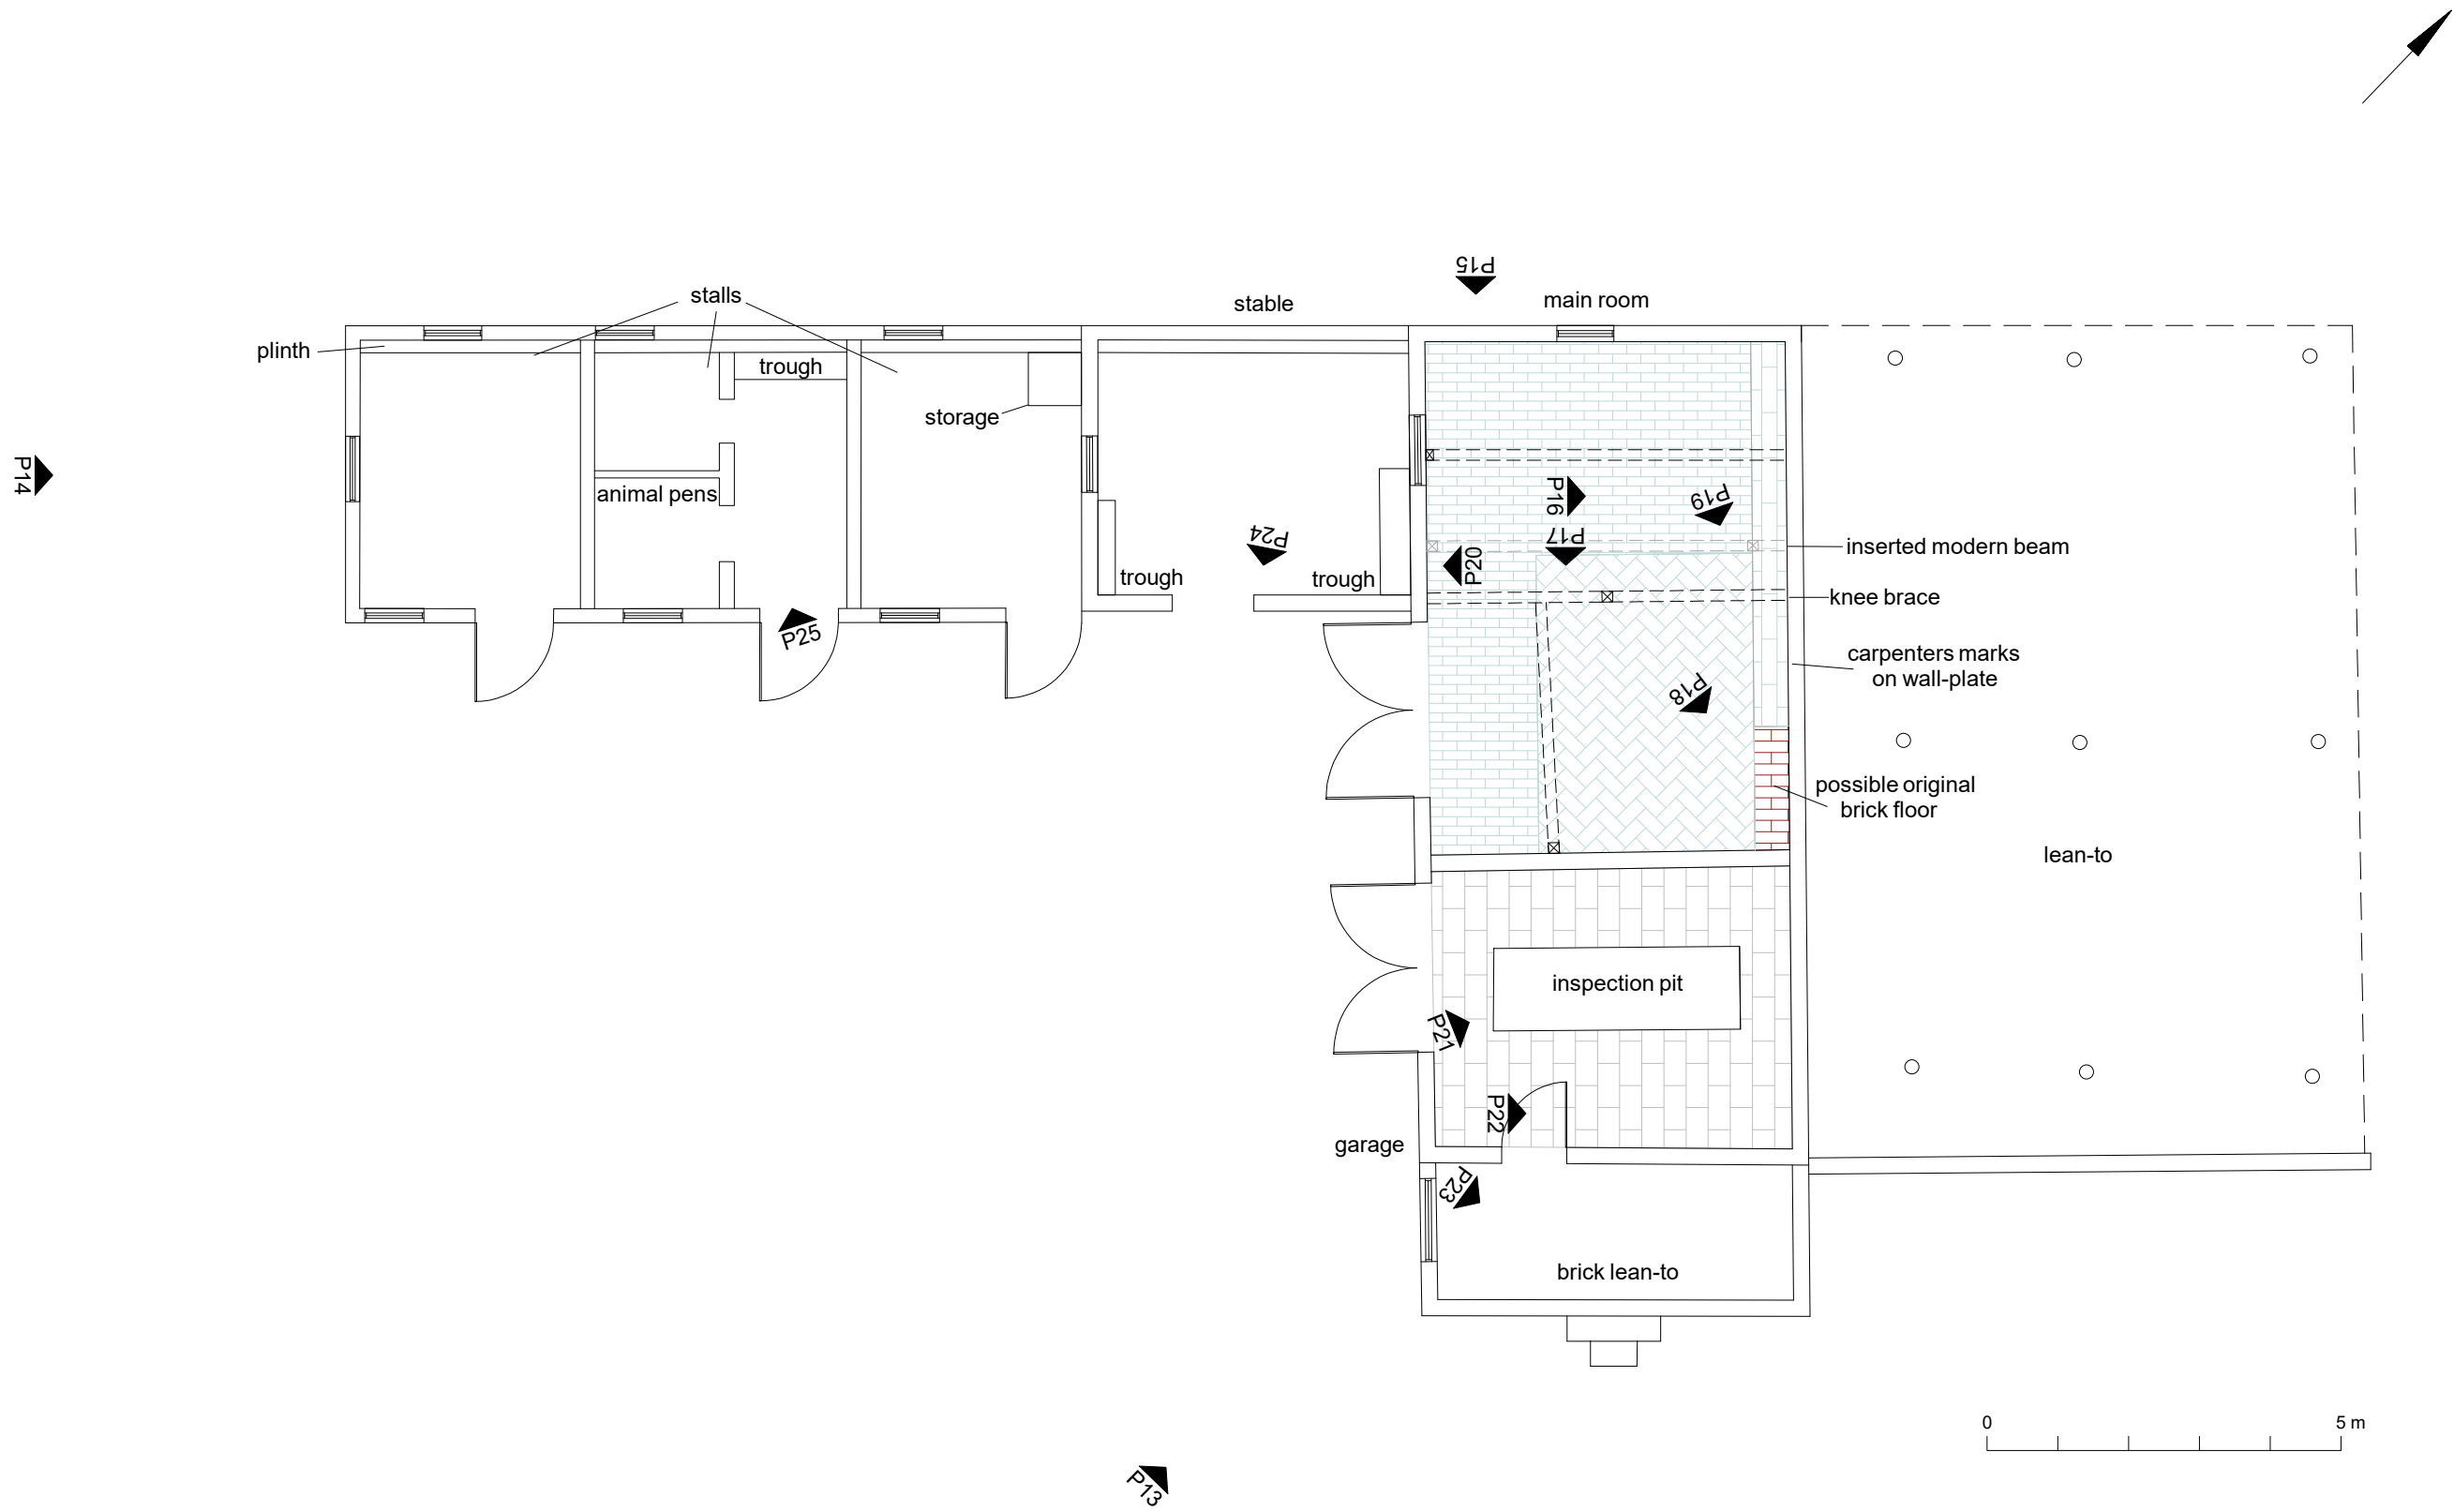 P15
stalls
stable
main room
plinth
trough
storage
P14
animal pens
P16
P19
P24
P17
P20
inserted modern beam
trough
trough
knee brace
P25
carpenters marks
on wall-plate
P18
possible original
brick floor
lean-to
inspection pit
P21
P22
garage
P23
brick lean-to
0
5 m
P13